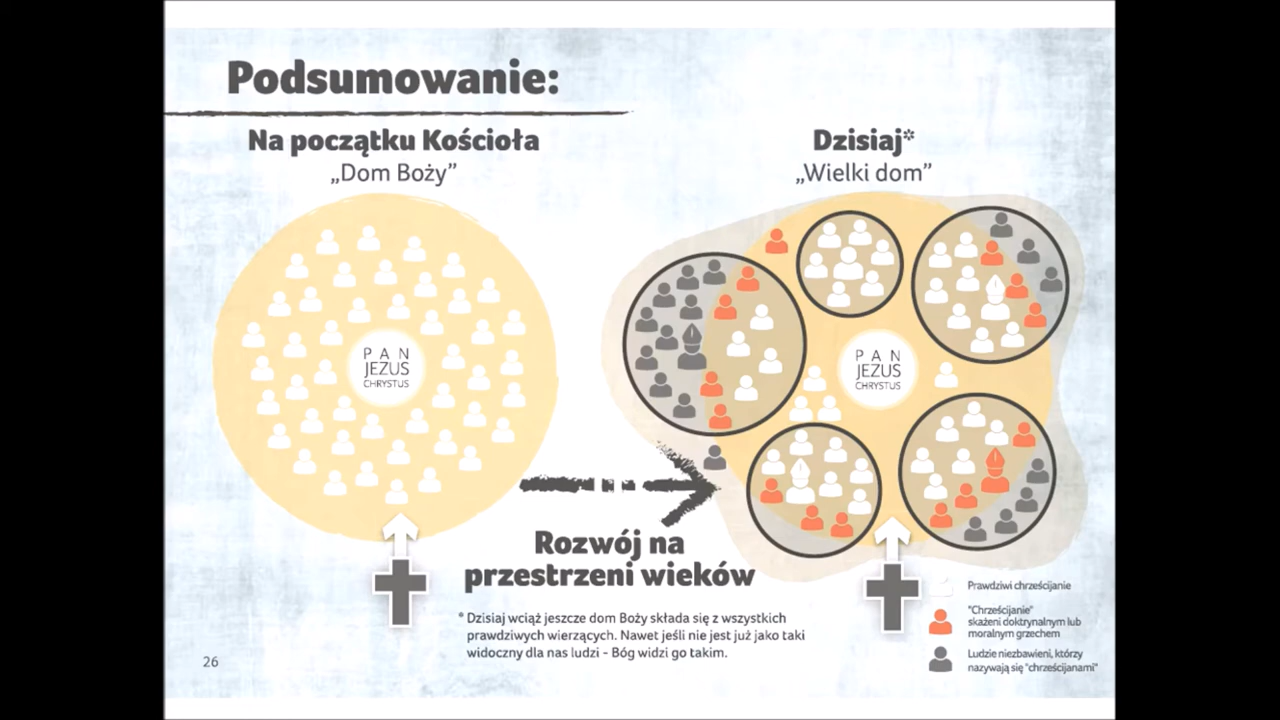 Podsumowanie:
Na początku Kościoła
„Dom Boży”
Dzisiaj*
„Wielki dom”
PAN
JEZUS
CHRYSTUS
PAN
JEZUS
CHRYSTUS
Rozwój na
przestrzeni wieków
* Dzisiaj wciąż jeszcze dom Boży składa się z wszystkich
prawdziwych wierzących. Nawet jeśli nie jest już jako taki
widoczny dla nas ludzi – Bóg widzi go takim.
Prawdziwi chrześcijanie
"Chrześcijanie"
skażeni doktrynalnym lub
moralnym grzechem
Ludzie niezbawieni, którzy
nazywają się "chrześcijanami"
26